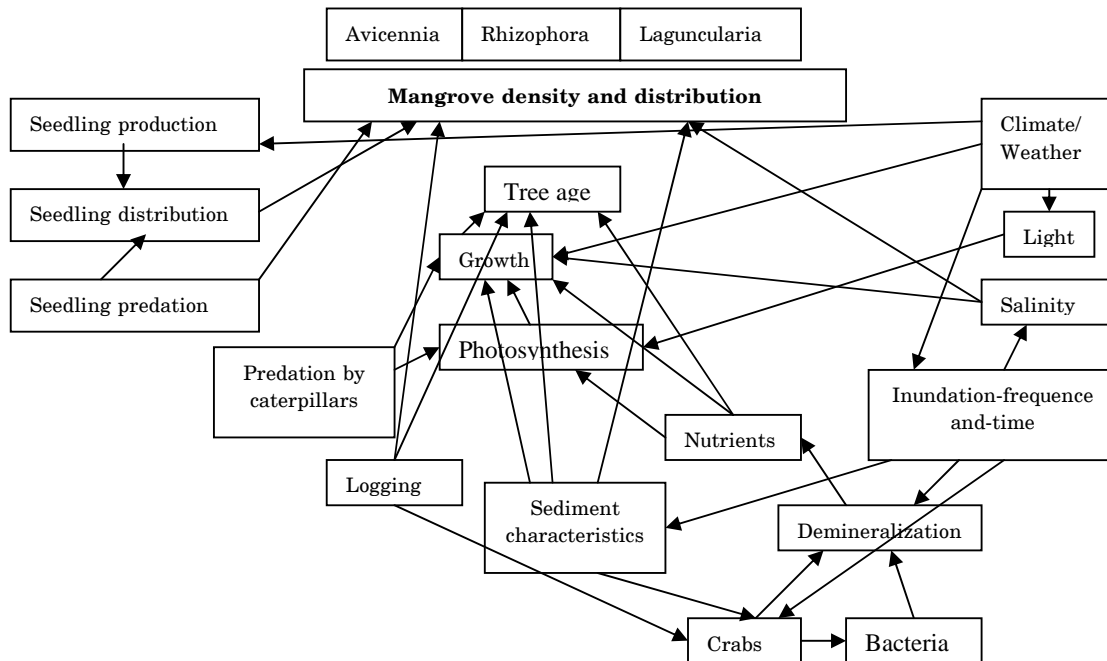 Avicennia Rhizophora Laguncularia
Mangrove density and distribution
Seedling production
Climate/
Weather
Tree age
Seedling distribution
Light
Growth
Seedling predation
Salinity
Photosynthesis
Predation by
caterpillars
Inundation-frequence
and-time
Nutrients
Logging
Sediment
characteristics
Demineralization
Crabs
Bacteria